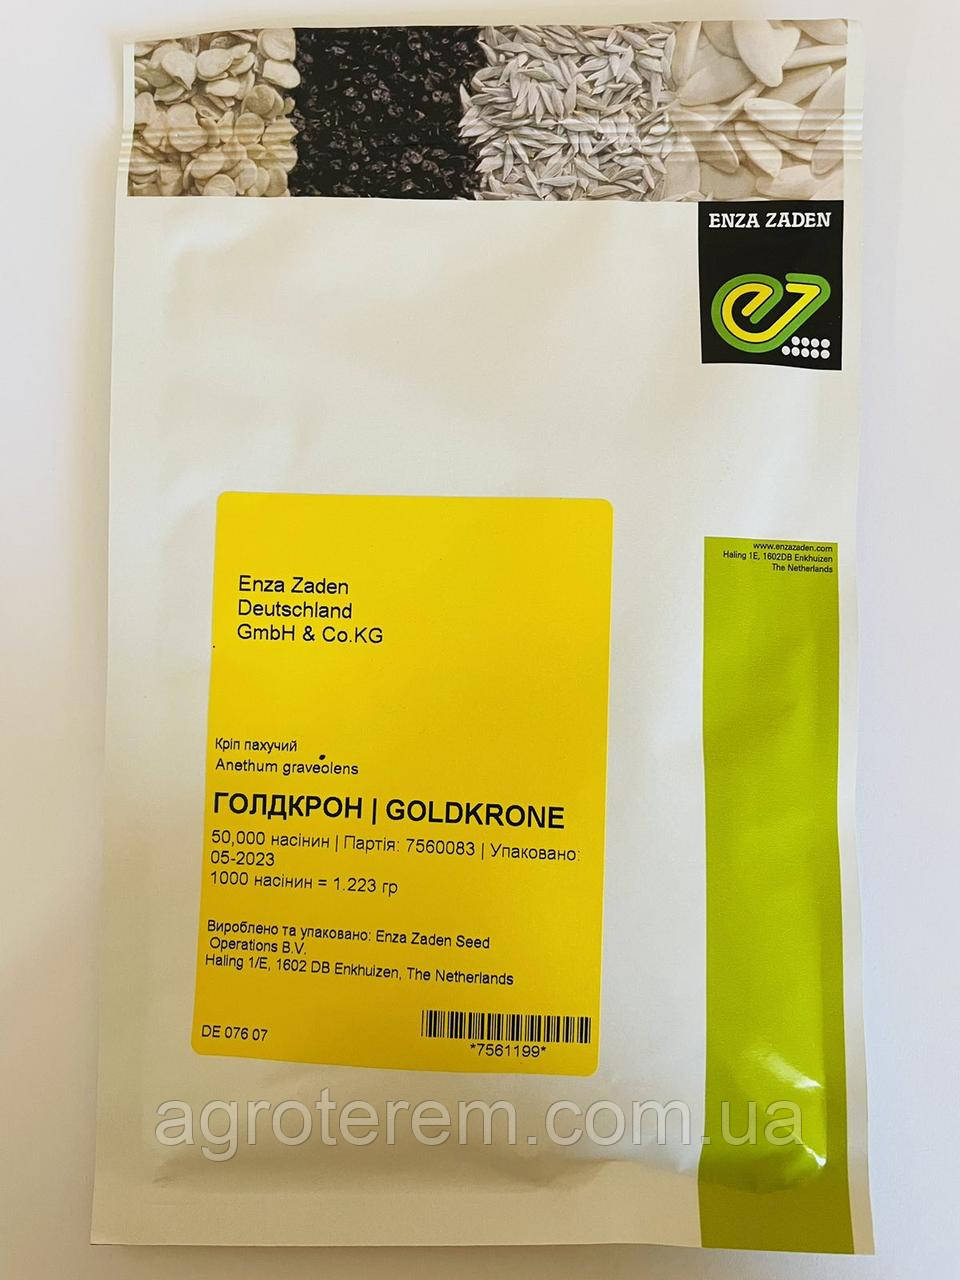 ENZA ZADEN
www.enzazaden.com
Haling 1E, 1602DB Enkhuizen
The Netherlands
Enza Zaden
Deutschland
GmbH & Co.KG
Кріп пахучий
Anethum graveolens
ГОЛДКРОН | GOLDKRONE
50,000 насінин | Партія: 7560083 | Упаковано:
05-2023
1000 насінин = 1.223 гр
Вироблено та упаковано: Enza Zaden Seed
Operations B.V.
Haling 1/E, 1602 DB Enkhuizen, The Netherlands
DE 076 07
*7561199*
agroterem.com.ua